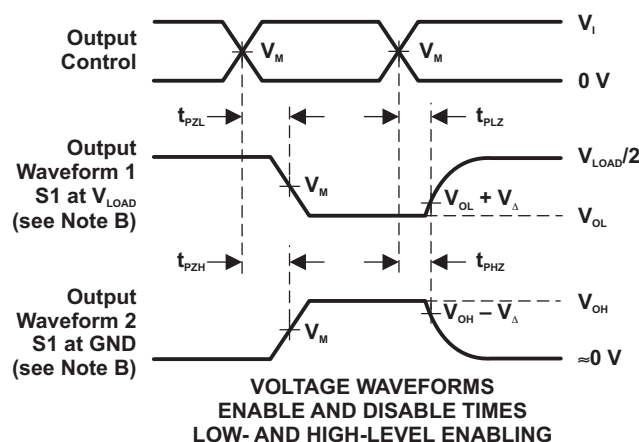 Output
Control
V_I
V_M
V_M
0 V
t_PZL
t_PLZ
Output
Waveform 1
S1 at V_LOAD
(see Note B)
V_LOAD/2
V_M
V_OL + V_Δ
V_OL
t_PZH
t_PHZ
Output
Waveform 2
S1 at GND
(see Note B)
V_OH
V_OH – V_Δ
V_M
≈0 V
VOLTAGE WAVEFORMS
ENABLE AND DISABLE TIMES
LOW- AND HIGH-LEVEL ENABLING